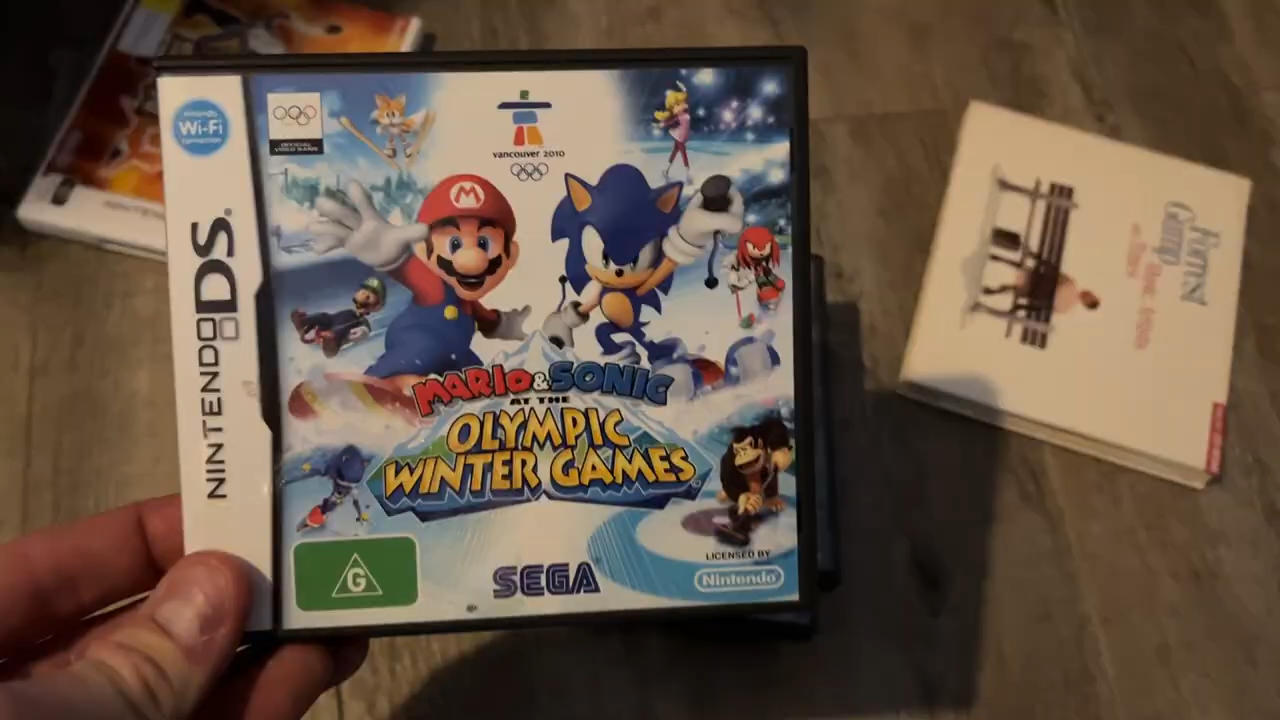 Nintendo
Wi-Fi
Connection
NINTENDO DS
OFFICIAL
VIDEO GAME
vancouver 2010
M
MARIO & SONIC
AT THE
OLYMPIC
WINTER GAMES
G
SEGA
LICENSED BY
Nintendo
Forrest
Gump